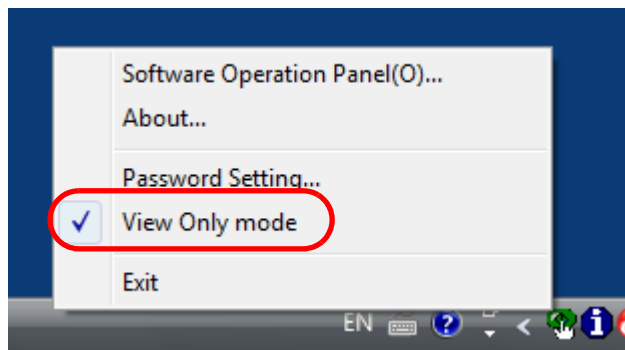 Software Operation Panel(O)...
About...
Password Setting...
View Only mode
Exit
EN